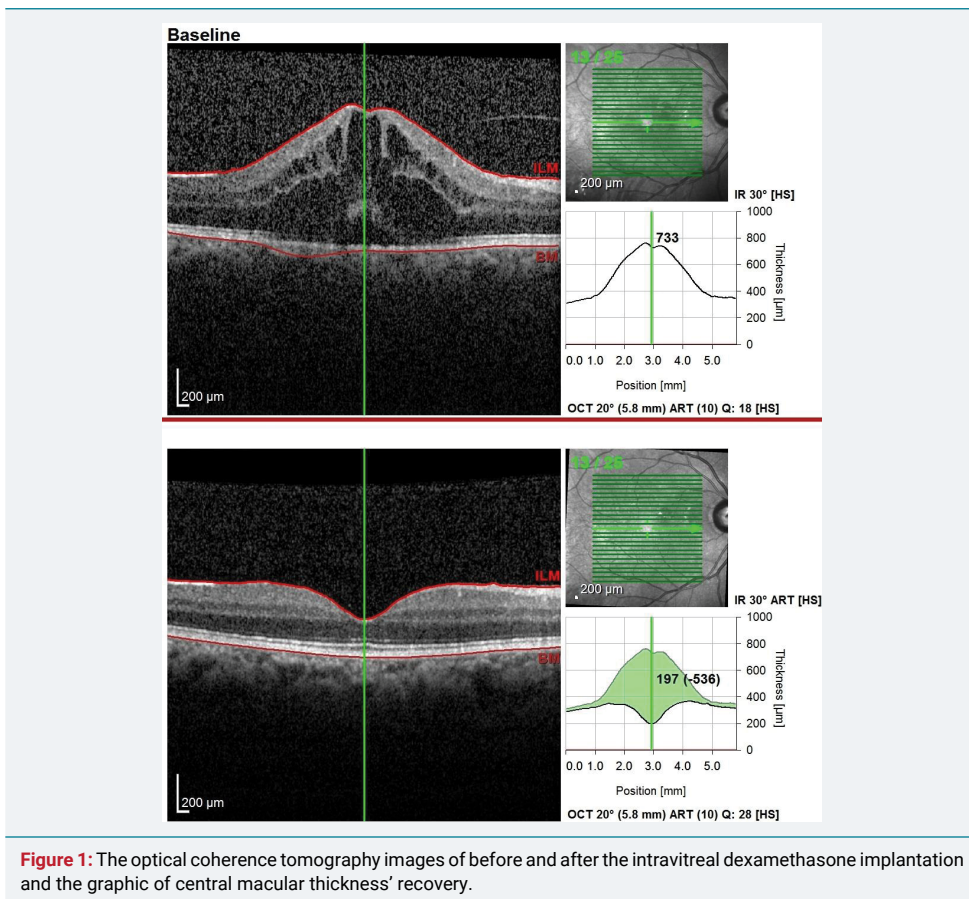 Baseline
ILM
BM
200 µm
13 / 26
200 µm
IR 30° [HS]
1000
800
600
400
200
0
Thickness [µm]
733
0.0 1.0 2.0 3.0 4.0 5.0
Position [mm]
OCT 20° (5.8 mm) ART (10) Q: 18 [HS]
ILM
BM
200 µm
13 / 26
200 µm
IR 30° ART [HS]
1000
800
600
400
200
0
Thickness [µm]
197 (-536)
0.0 1.0 2.0 3.0 4.0 5.0
Position [mm]
OCT 20° (5.8 mm) ART (10) Q: 28 [HS]
Figure 1: The optical coherence tomography images of before and after the intravitreal dexamethasone implantation
and the graphic of central macular thickness’ recovery.